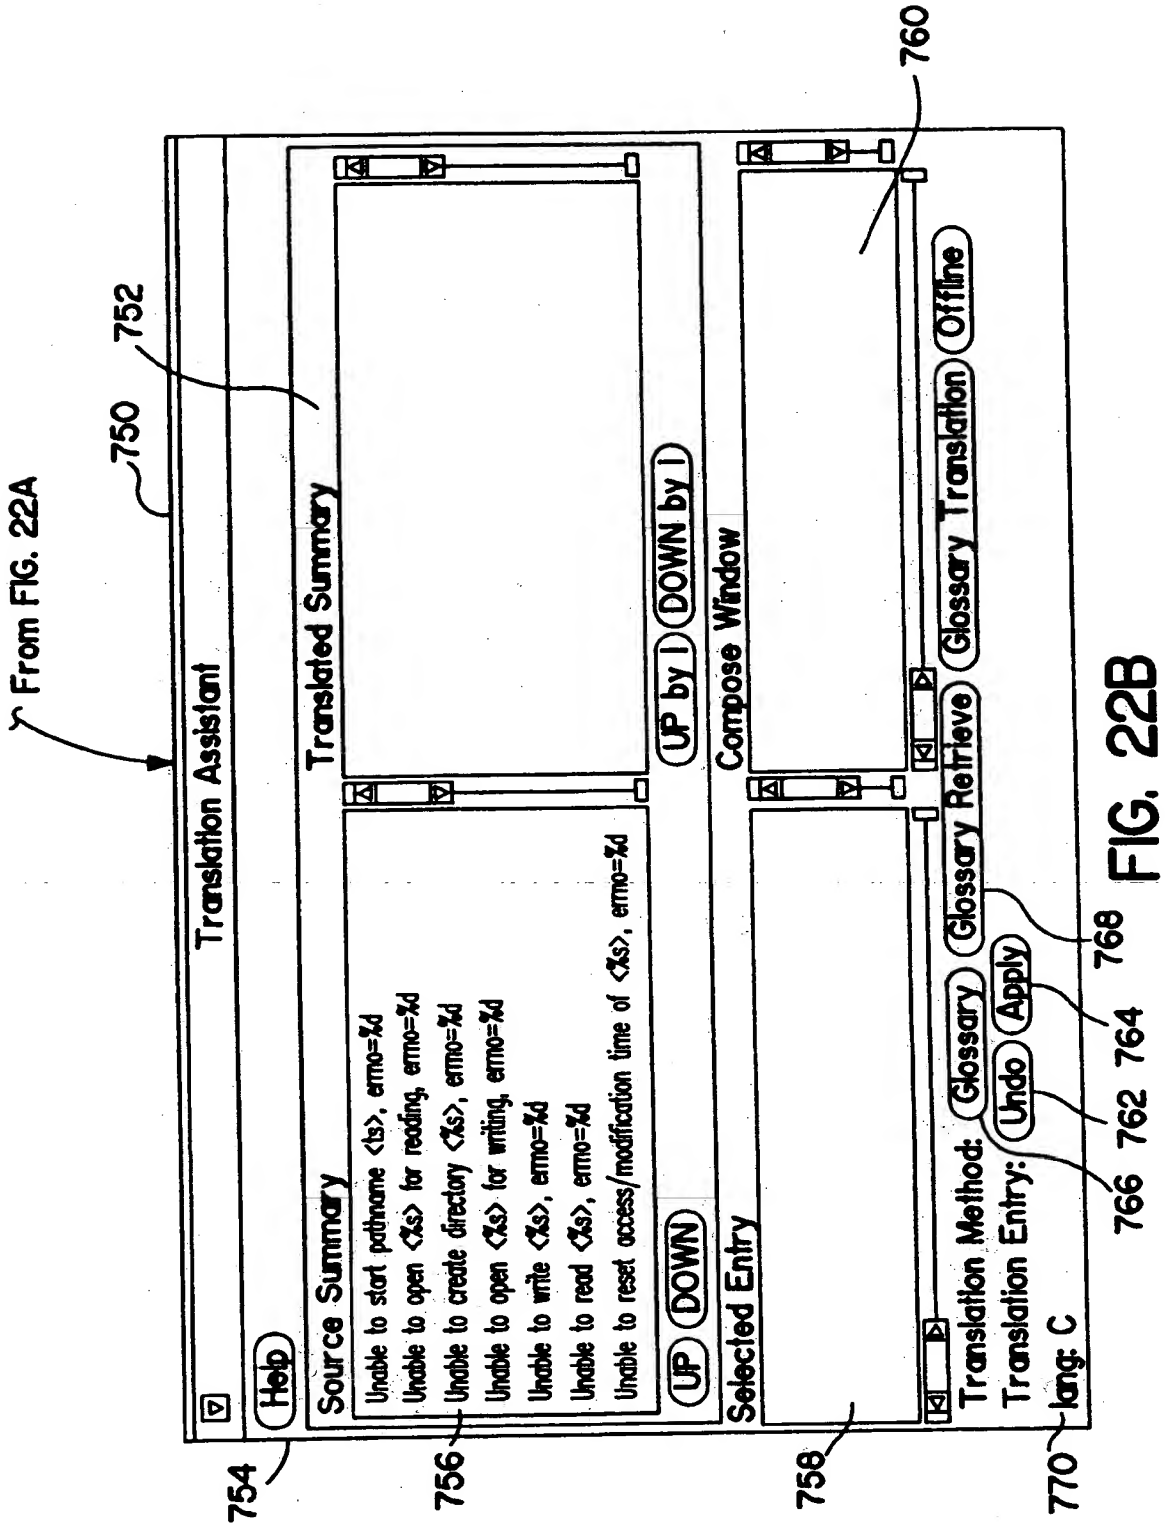 From FIG. 22A
750
752
Translation Assistant
754
Help
Source Summary
Translated Summary
Unable to start pathname <ts>, errno=%d
Unable to open <%s> for reading, errno=%d
Unable to create directory <%s>, errno=%d
756
Unable to open <%s> for writing, errno=%d
Unable to write <%s>, errno=%d
Unable to read <%s>, errno=%d
Unable to reset access/modification time of <%s>, errno=%d
UP
DOWN
UP by 1
DOWN by 1
Selected Entry
Compose Window
758
760
Translation Method:
Glossary
Glossary Retrieve
Glossary Translation
Offline
Translation Entry:
Undo
Apply
770
lang: C
766
762
764
768
FIG. 22B